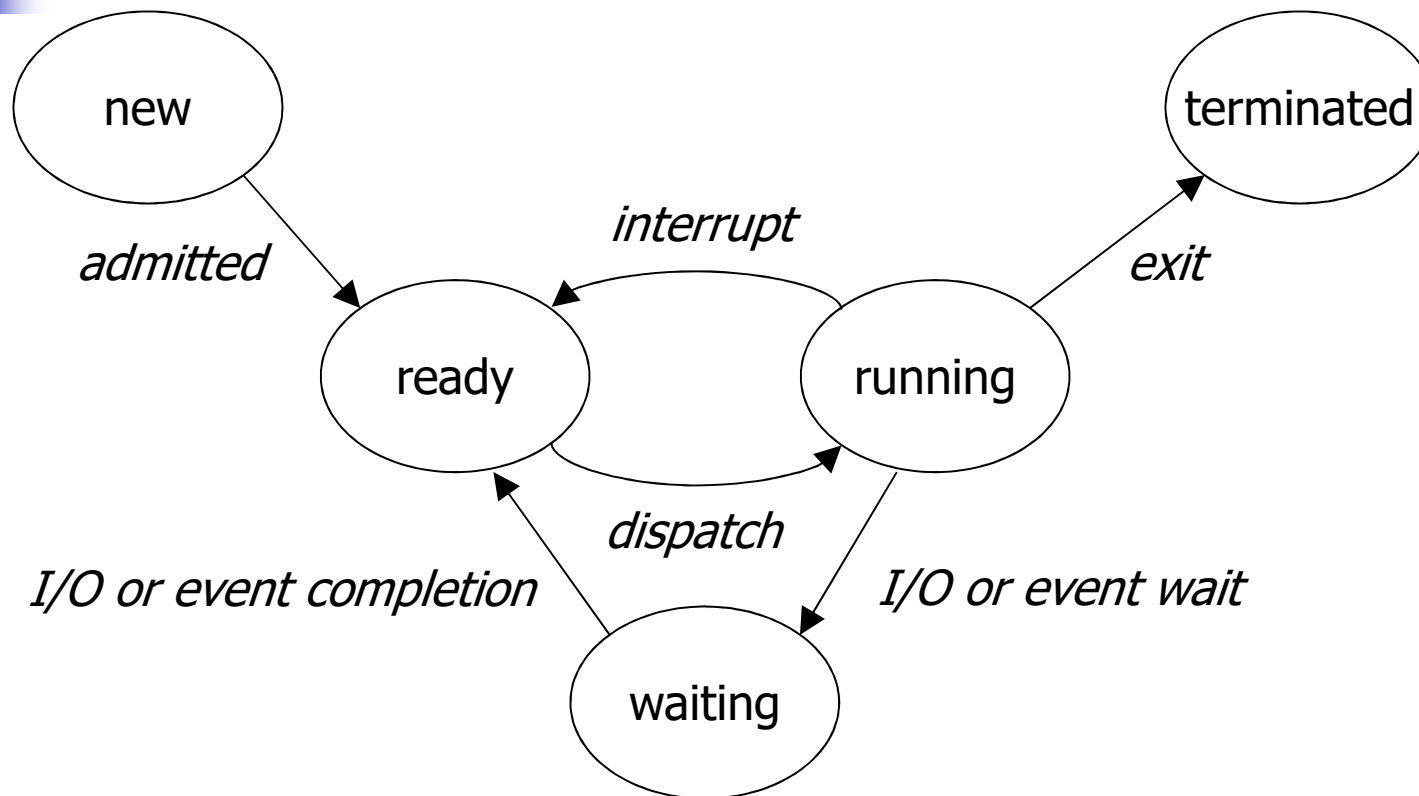 new
terminated
interrupt
admitted
exit
ready
running
dispatch
I/O or event completion
I/O or event wait
waiting